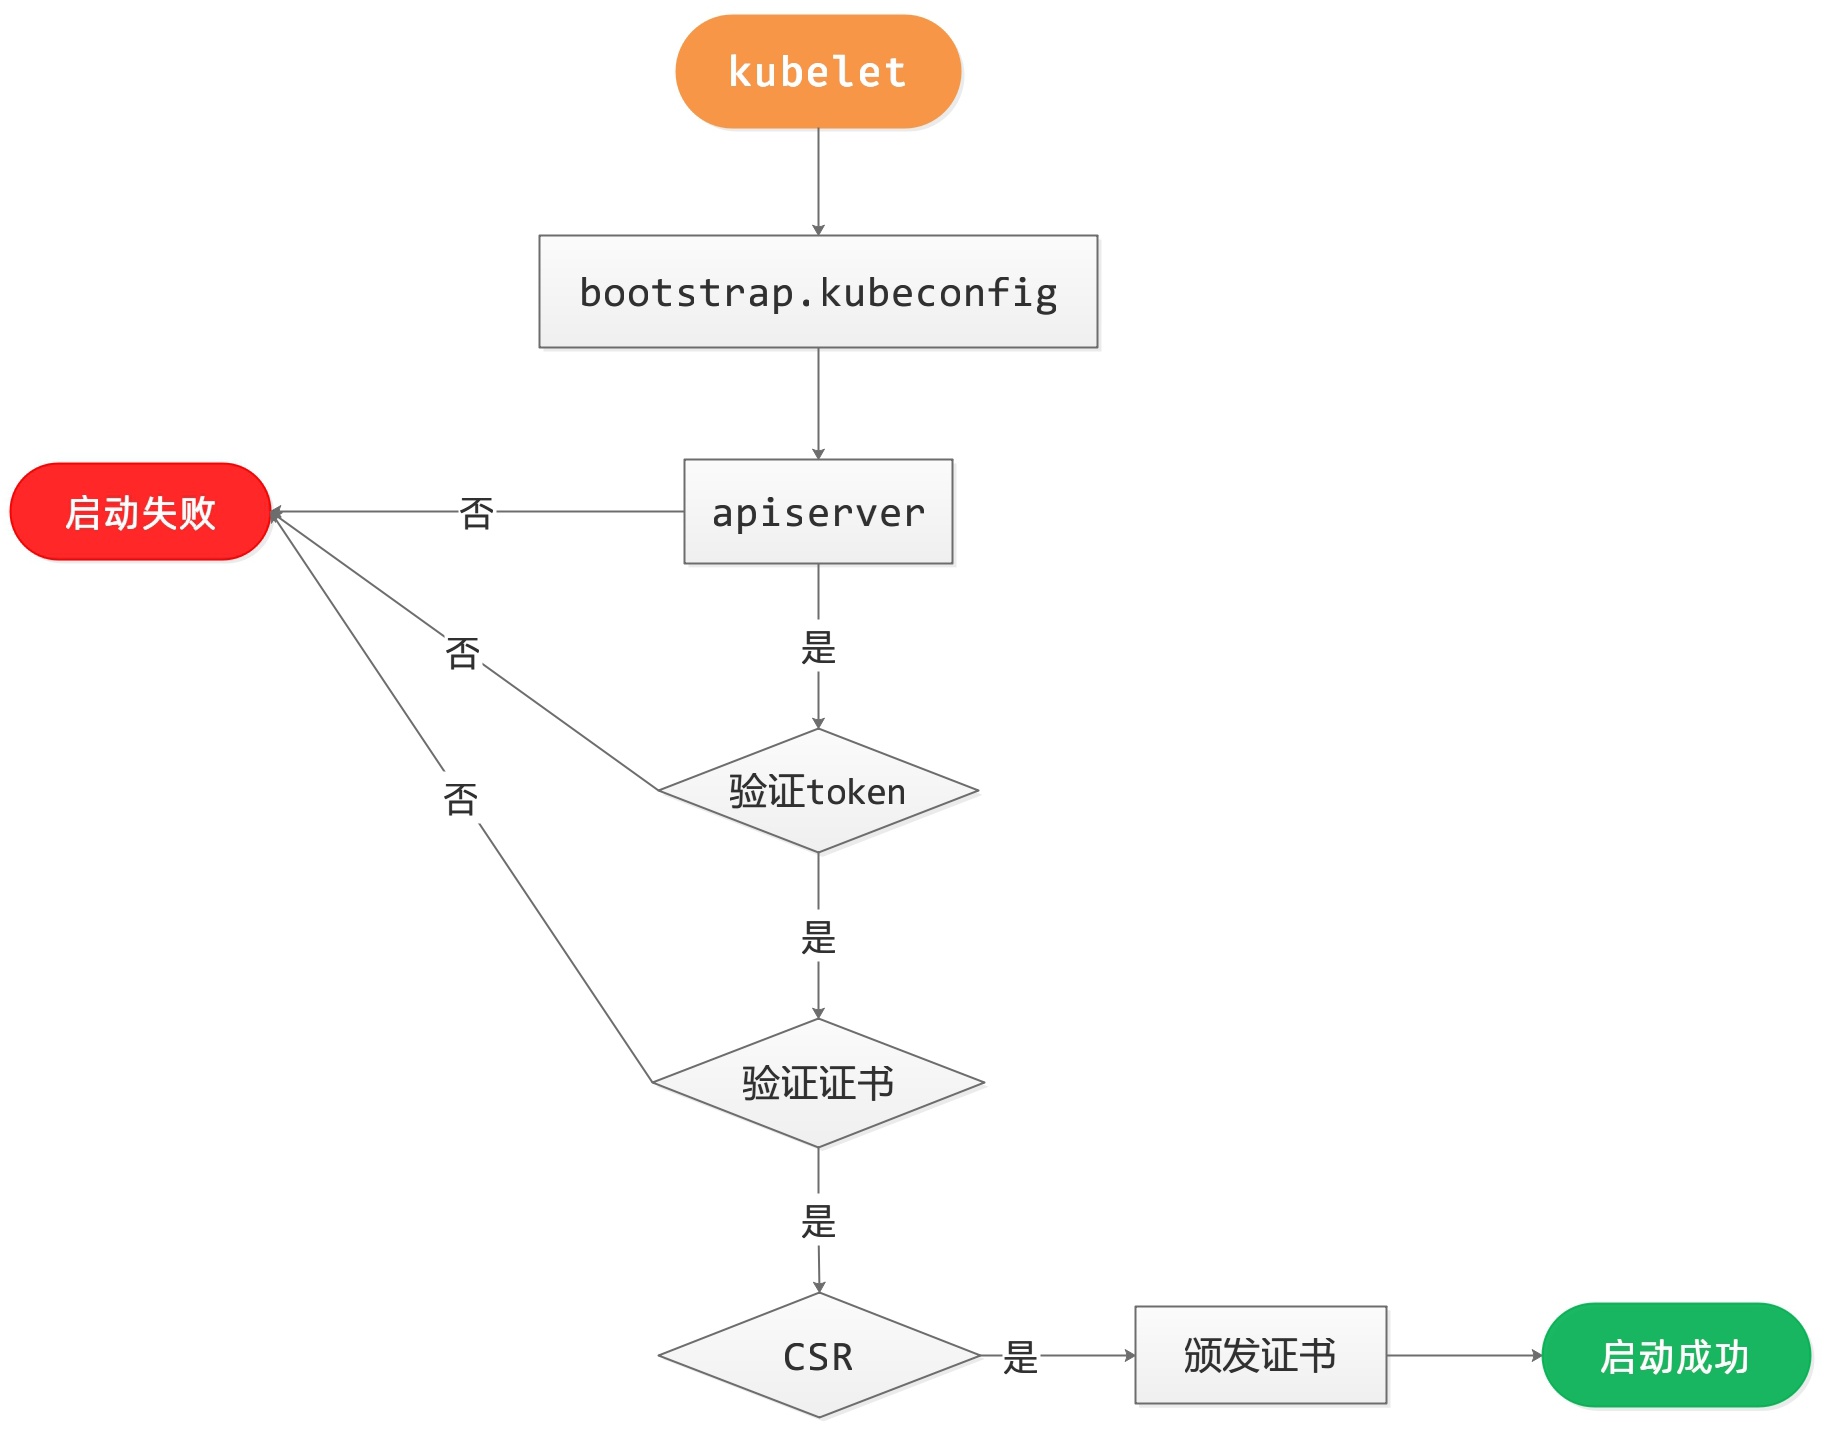 kubelet
bootstrap.kubeconfig
启动失败
否
apiserver
是
否
验证token
否
是
验证证书
是
CSR
是
颁发证书
启动成功